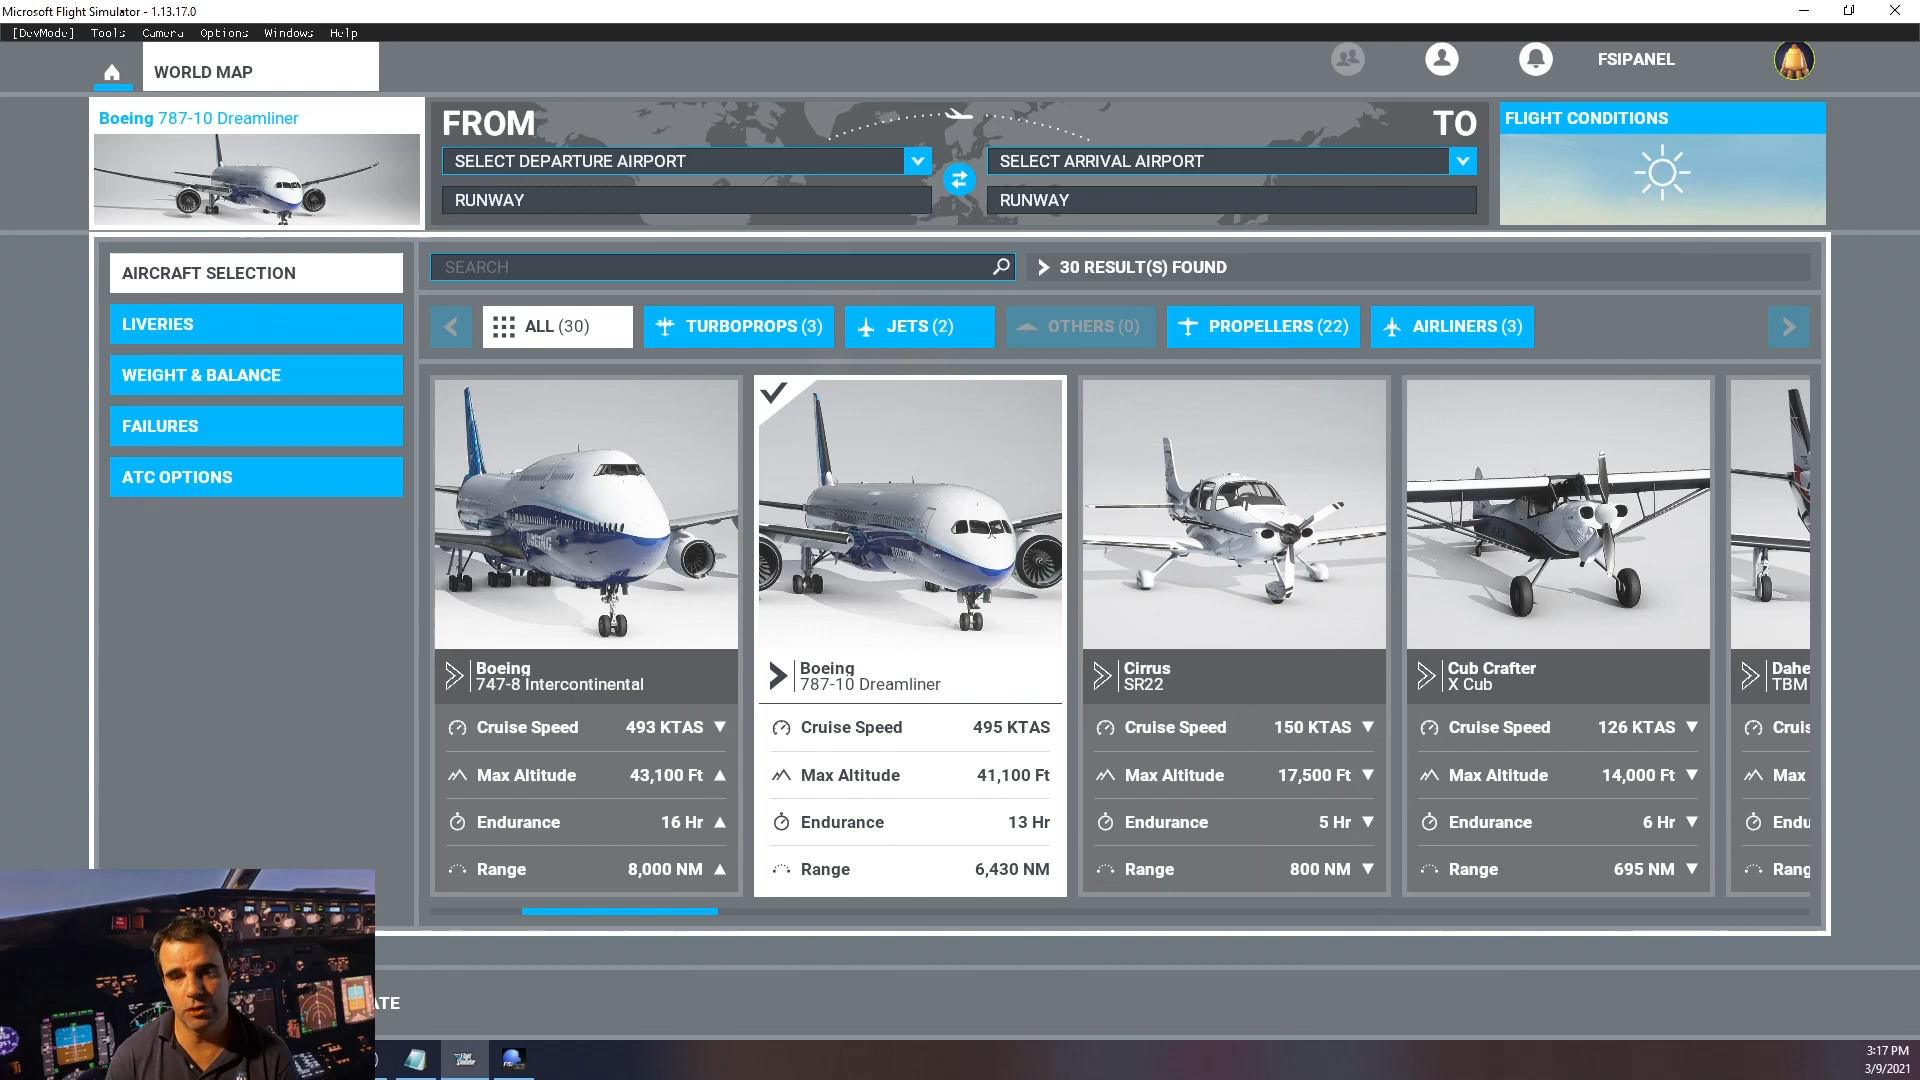 Microsoft Flight Simulator - 1.13.17.0
[DevMode] Tools Camera Options Windows Help
WORLD MAP
FSIPANEL
Boeing 787-10 Dreamliner
FROM
TO
SELECT DEPARTURE AIRPORT
SELECT ARRIVAL AIRPORT
RUNWAY
RUNWAY
FLIGHT CONDITIONS
AIRCRAFT SELECTION
LIVERIES
WEIGHT & BALANCE
FAILURES
ATC OPTIONS
SEARCH
30 RESULT(S) FOUND
ALL (30)
TURBOPROPS (3)
JETS (2)
OTHERS (0)
PROPELLERS (22)
AIRLINERS (3)
Boeing
747-8 Intercontinental
Cruise Speed 493 KTAS
Max Altitude 43,100 Ft
Endurance 16 Hr
Range 8,000 NM
Boeing
787-10 Dreamliner
Cruise Speed 495 KTAS
Max Altitude 41,100 Ft
Endurance 13 Hr
Range 6,430 NM
Cirrus
SR22
Cruise Speed 150 KTAS
Max Altitude 17,500 Ft
Endurance 5 Hr
Range 800 NM
Cub Crafter
X Cub
Cruise Speed 126 KTAS
Max Altitude 14,000 Ft
Endurance 6 Hr
Range 695 NM
Dahe
TBM
Cruis
Max
Endu
Rang
ATE
3:17 PM
3/9/2021